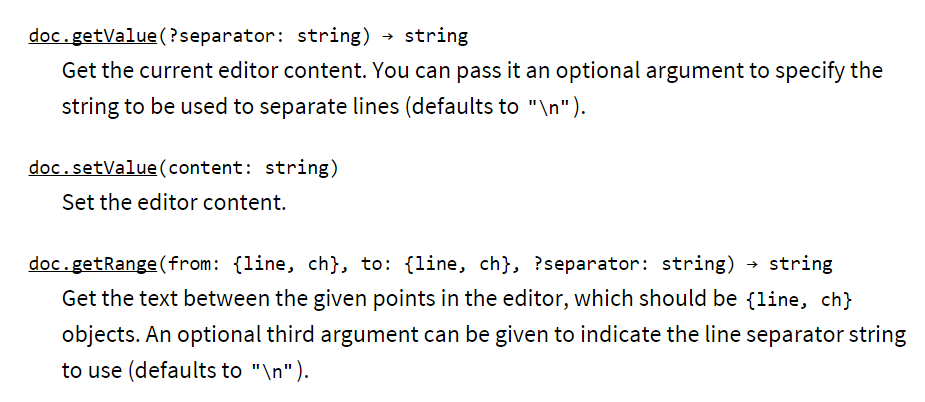 doc.getValue(?separator: string) → string
Get the current editor content. You can pass it an optional argument to specify the
string to be used to separate lines (defaults to "\n").
doc.setValue(content: string)
Set the editor content.
doc.getRange(from: {line, ch}, to: {line, ch}, ?separator: string) → string
Get the text between the given points in the editor, which should be {line, ch}
objects. An optional third argument can be given to indicate the line separator string
to use (defaults to "\n").